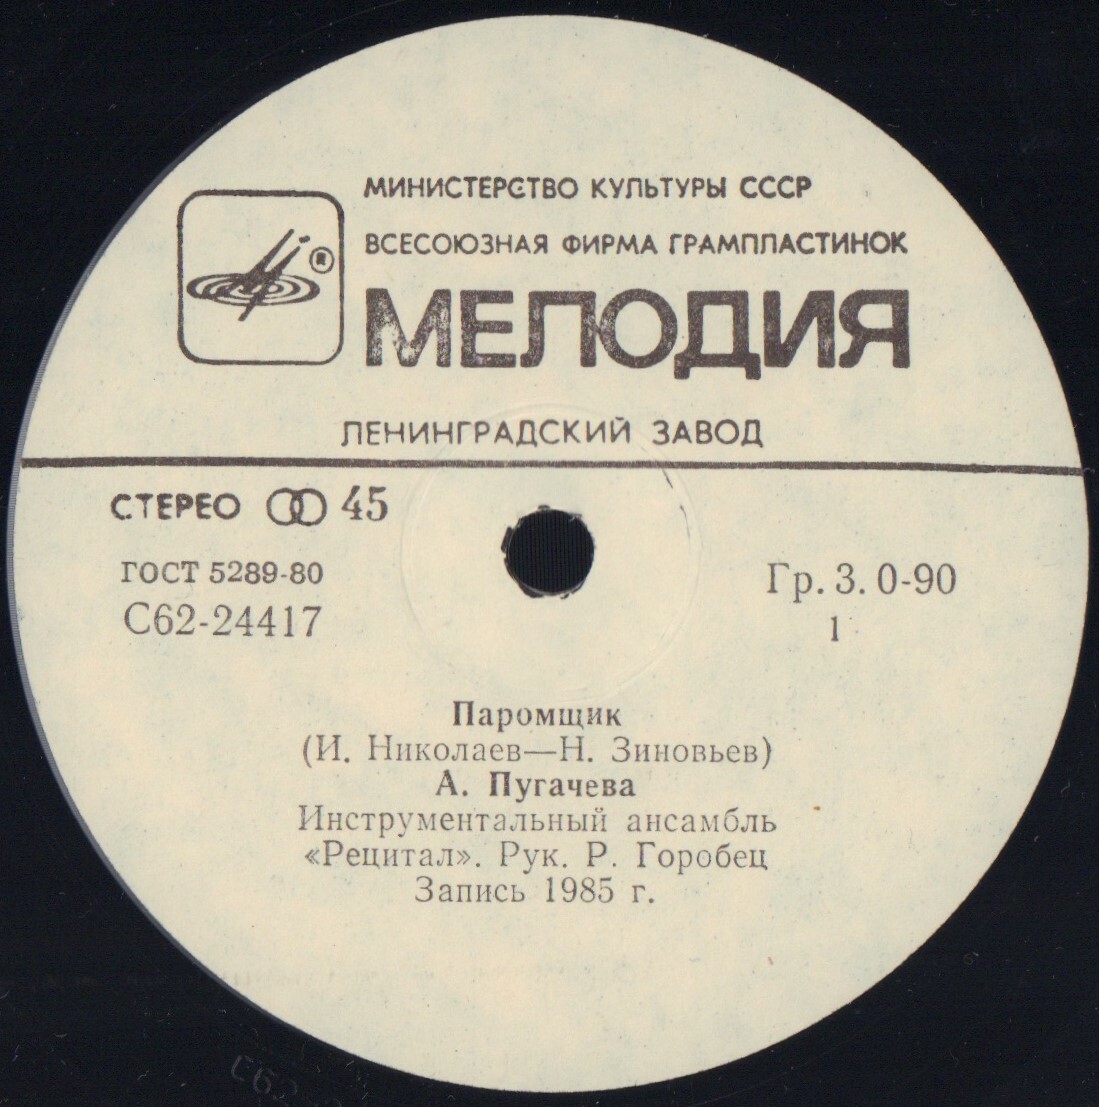 МИНИСТЕРСТВО КУЛЬТУРЫ СССР
ВСЕСОЮЗНАЯ ФИРМА ГРАМПЛАСТИНОК
®
МЕЛОДИЯ
ЛЕНИНГРАДСКИЙ ЗАВОД
СТЕРЕО 45
ГОСТ 5289-80
С62-24417
Гр. 3. 0-90
1
Паромщик
(И. Николаев—Н. Зиновьев)
А. Пугачева
Инструментальный ансамбль
«Рецитал». Рук. Р. Горобец
Запись 1985 г.